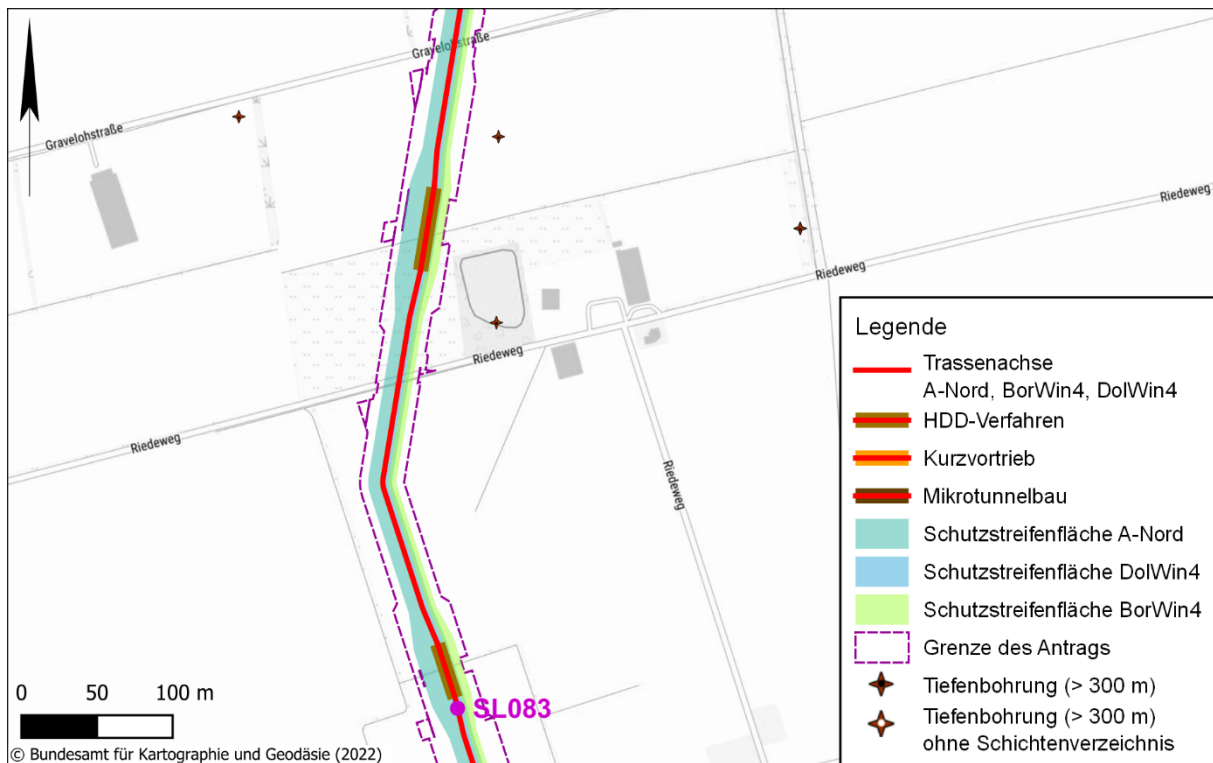 Gravelohstraße
Gravelohstraße
Riedeweg
Riedeweg
Riedeweg
Riedeweg
Riedeweg
SL083
0 50 100 m
© Bundesamt für Kartographie und Geodäsie (2022)
Legende
Trassenachse
A-Nord, BorWin4, DolWin4
HDD-Verfahren
Kurzvortrieb
Mikrotunnelbau
Schutzstreifenfläche A-Nord
Schutzstreifenfläche DolWin4
Schutzstreifenfläche BorWin4
Grenze des Antrags
Tiefenbohrung (> 300 m)
Tiefenbohrung (> 300 m)
ohne Schichtenverzeichnis